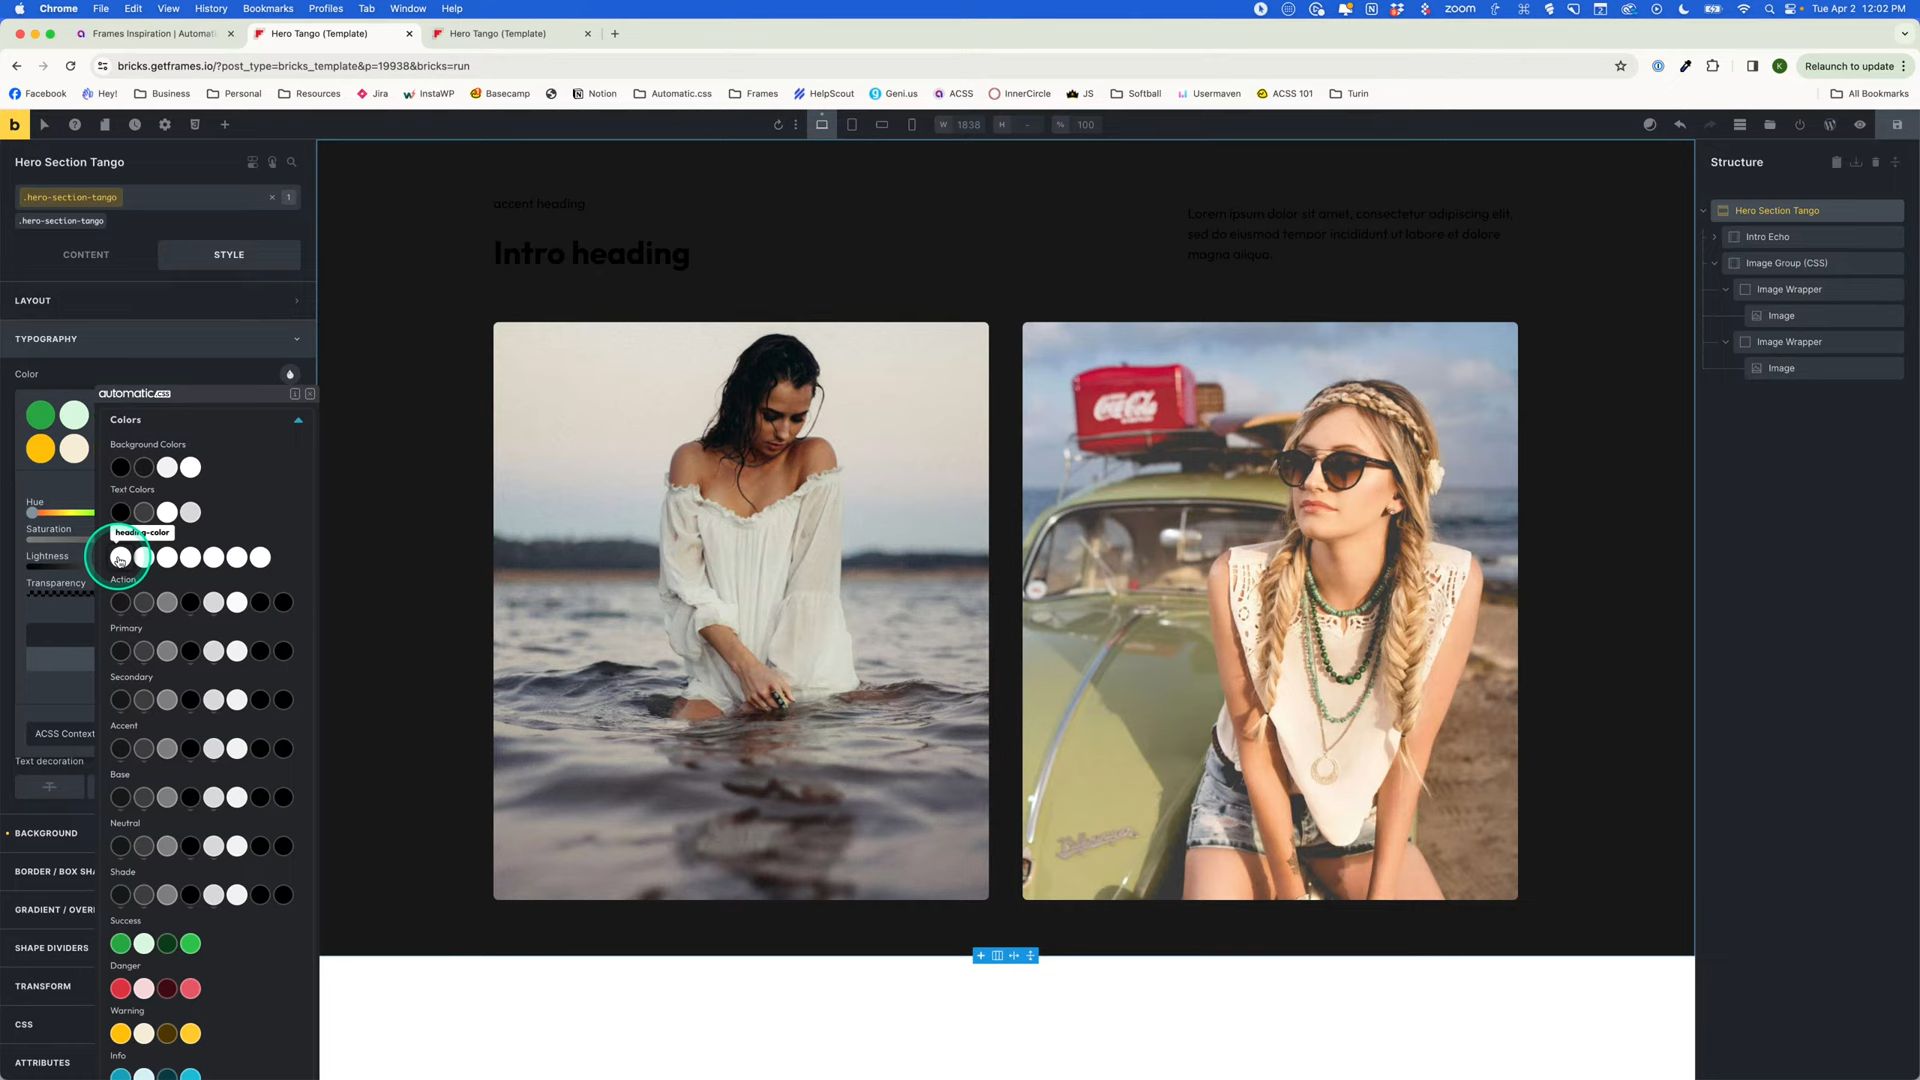 Chrome File Edit View History Bookmarks Profiles Tab Window Help
zoom
Tue Apr 2 12:02 PM
Frames Inspiration | Automati
Hero Tango (Template)
Hero Tango (Template)
bricks.getframes.io/?post_type=bricks_template&p=19938&bricks=run
K
Relaunch to update
Facebook Hey! Business Personal Resources Jira InstaWP Basecamp Notion Automatic.css Frames HelpScout Geni.us ACSS InnerCircle JS Softball Usermaven ACSS 101 Turin All Bookmarks
b
W 1838 H - % 100
Hero Section Tango
.hero-section-tango × 1
.hero-section-tango
CONTENT STYLE
LAYOUT
TYPOGRAPHY
Color
automatic.css
Colors
Background Colors
Text Colors
heading-color
Hue
Saturation
Lightness
Transparency
Action
Primary
Secondary
Accent
ACSS Context
Text decoration
Base
Neutral
BACKGROUND
Shade
BORDER / BOX SHA
GRADIENT / OVER
Success
SHAPE DIVIDERS
Danger
TRANSFORM
Warning
CSS
Info
ATTRIBUTES
accent heading
Intro heading
Lorem ipsum dolor sit amet, consectetur adipiscing elit,
sed do eiusmod tempor incididunt ut labore et dolore
magna aliqua.
Coca-Cola
Volkswagen
Structure
Hero Section Tango
Intro Echo
Image Group (CSS)
Image Wrapper
Image
Image Wrapper
Image